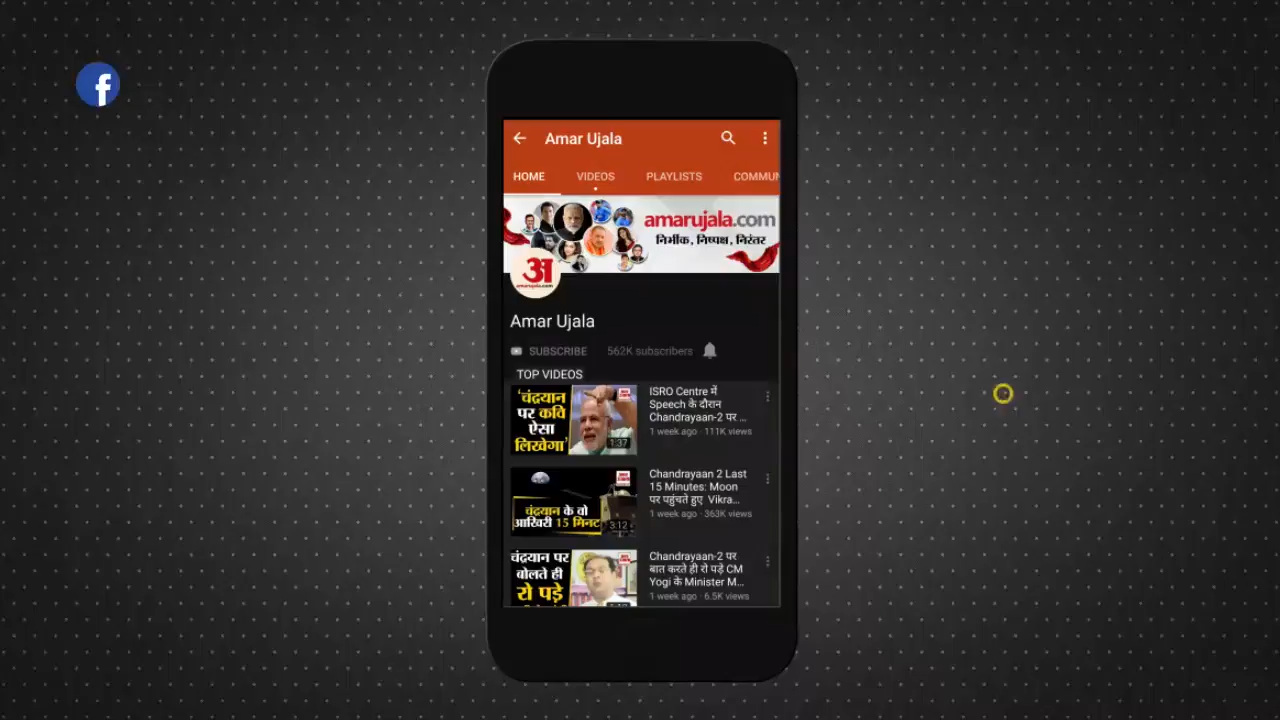 Amar Ujala
HOME VIDEOS PLAYLISTS COMMUN
amarujala.com
निर्भीक, निष्पक्ष, निरंतर
अ
amarujala.com
Amar Ujala
SUBSCRIBE 562K subscribers
TOP VIDEOS
'चंद्रयान
पर कवि
ऐसा
लिखेगा'
1:37
ISRO Centre में
Speech के दौरान
Chandrayaan-2 पर ...
1 week ago · 111K views
चंद्रयान के वो
आखिरी 15 मिनट
3:12
Chandrayaan 2 Last
15 Minutes: Moon
पर पहुंचते हुए Vikra...
1 week ago · 363K views
चंद्रयान पर
बोलते ही
रो पड़े
Chandrayaan-2 पर
बात करते ही रो पड़े CM
Yogi के Minister M...
1 week ago · 6.5K views